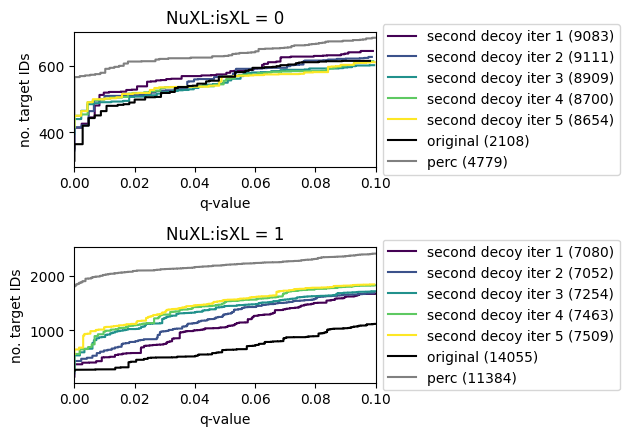 NuXL:isXL = 0
no. target IDs
600
400
0.00
0.02
0.04
0.06
0.08
0.10
q-value
second decoy iter 1 (9083)
second decoy iter 2 (9111)
second decoy iter 3 (8909)
second decoy iter 4 (8700)
second decoy iter 5 (8654)
original (2108)
perc (4779)
NuXL:isXL = 1
no. target IDs
2000
1000
0.00
0.02
0.04
0.06
0.08
0.10
q-value
second decoy iter 1 (7080)
second decoy iter 2 (7052)
second decoy iter 3 (7254)
second decoy iter 4 (7463)
second decoy iter 5 (7509)
original (14055)
perc (11384)